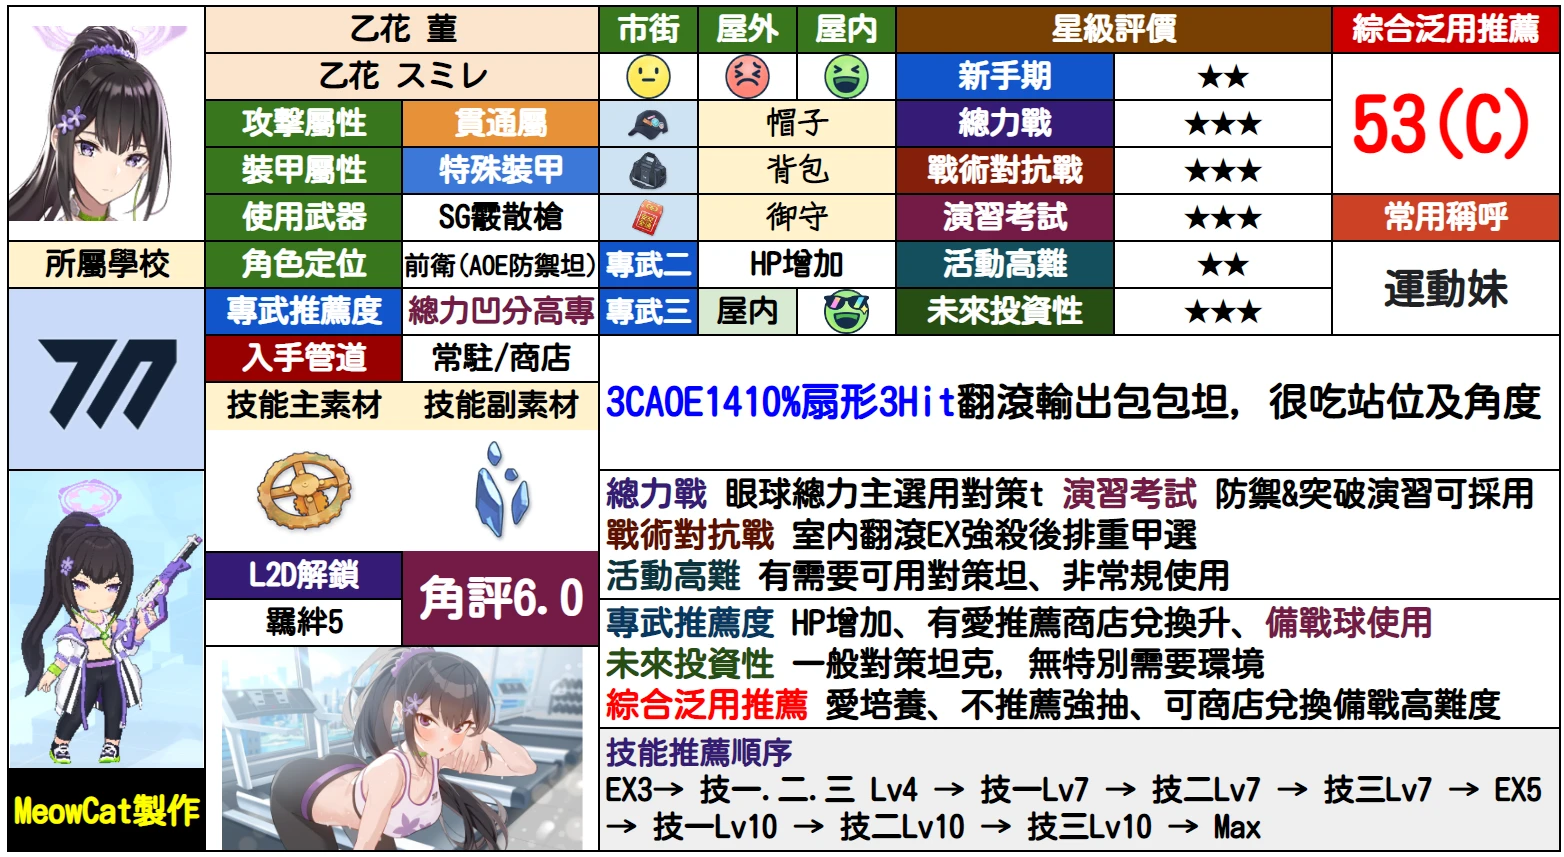 乙花 菫
乙花 スミレ
市街 屋外 屋内
星級評價
綜合泛用推薦
新手期 ★★
53(C)
攻擊屬性 貫通屬
帽子
總力戰 ★★★
裝甲屬性 特殊裝甲
背包
戰術對抗戰 ★★★
使用武器 SG霰散槍
御守
演習考試 ★★★
常用稱呼
所屬學校
角色定位 前衛(AOE防禦坦)
專武二 HP增加
活動高難 ★★
運動妹
專武推薦度 總力凹分高專
專武三 屋内
未來投資性 ★★★
入手管道 常駐/商店
技能主素材 技能副素材
3CAOE1410%扇形3Hit翻滾輸出包包坦, 很吃站位及角度
總力戰 眼球總力主選用對策t 演習考試 防禦&突破演習可採用
戰術對抗戰 室内翻滾EX強殺後排重甲選
活動高難 有需要可用對策坦、非常規使用
L2D解鎖
羈絆5
角評6.0
專武推薦度 HP增加、有愛推薦商店兌換升、備戰球使用
未來投資性 一般對策坦克, 無特別需要環境
綜合泛用推薦 愛培養、不推薦強抽、可商店兌換備戰高難度
技能推薦順序
EX3→ 技一.二.三 Lv4 → 技一Lv7 → 技二Lv7 → 技三Lv7 → EX5
→ 技一Lv10 → 技二Lv10 → 技三Lv10 → Max
MeowCat製作